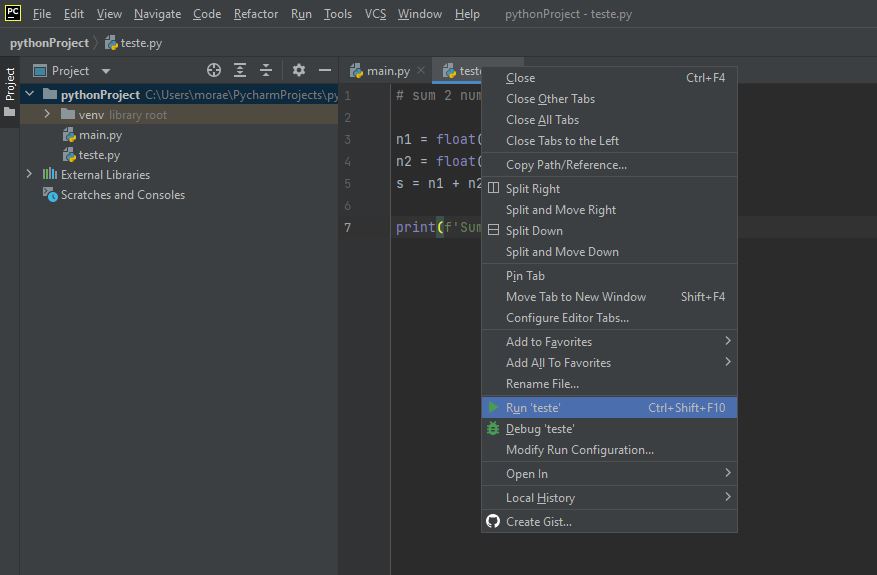 PC File Edit View Navigate Code Refactor Run Tools VCS Window Help pythonProject - teste.py
pythonProject teste.py
Project
Project
main.py
pythonProject C:\Users\morae\PycharmProjects\py
venv library root
main.py
teste.py
External Libraries
Scratches and Consoles
1 # sum 2 num
2
3 n1 = float(
4 n2 = float(
5 s = n1 + n2
6
7 print(f'Sum
Close Ctrl+F4
Close Other Tabs
Close All Tabs
Close Tabs to the Left
Copy Path/Reference...
Split Right
Split and Move Right
Split Down
Split and Move Down
Pin Tab
Move Tab to New Window Shift+F4
Configure Editor Tabs...
Add to Favorites
Add All To Favorites
Rename File...
Run 'teste' Ctrl+Shift+F10
Debug 'teste'
Modify Run Configuration...
Open In
Local History
Create Gist...